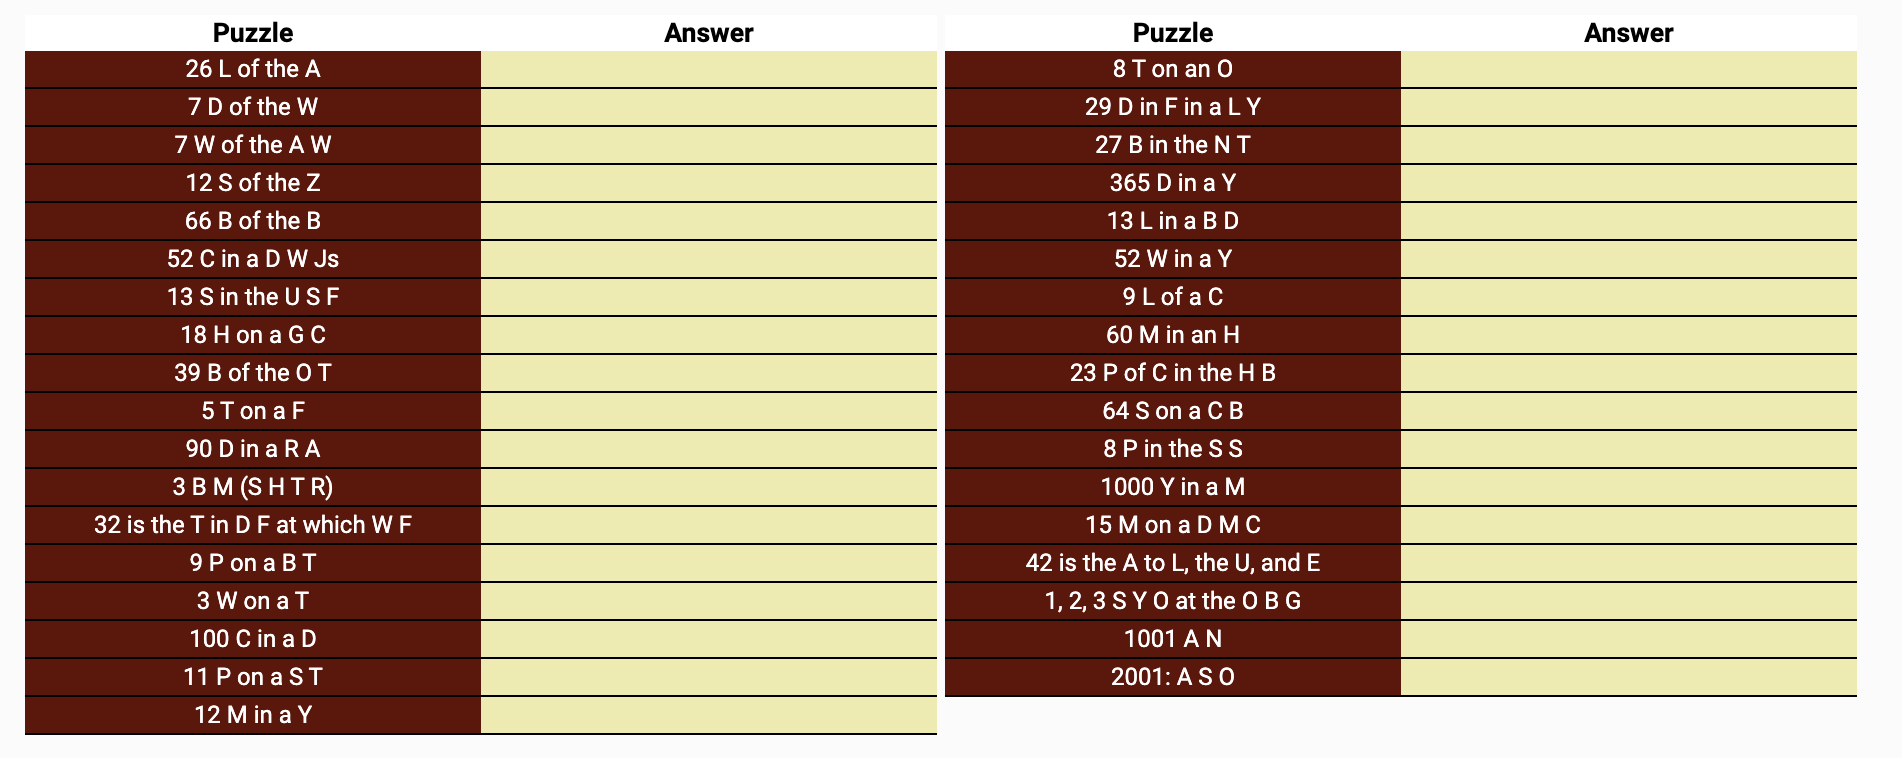 Puzzle Answer
26 L of the A
7 D of the W
7 W of the A W
12 S of the Z
66 B of the B
52 C in a D W Js
13 S in the U S F
18 H on a G C
39 B of the O T
5 T on a F
90 D in a R A
3 B M (S H T R)
32 is the T in D F at which W F
9 P on a B T
3 W on a T
100 C in a D
11 P on a S T
12 M in a Y
Puzzle Answer
8 T on an O
29 D in F in a L Y
27 B in the N T
365 D in a Y
13 L in a B D
52 W in a Y
9 L of a C
60 M in an H
23 P of C in the H B
64 S on a C B
8 P in the S S
1000 Y in a M
15 M on a D M C
42 is the A to L, the U, and E
1, 2, 3 S Y O at the O B G
1001 A N
2001: A S O